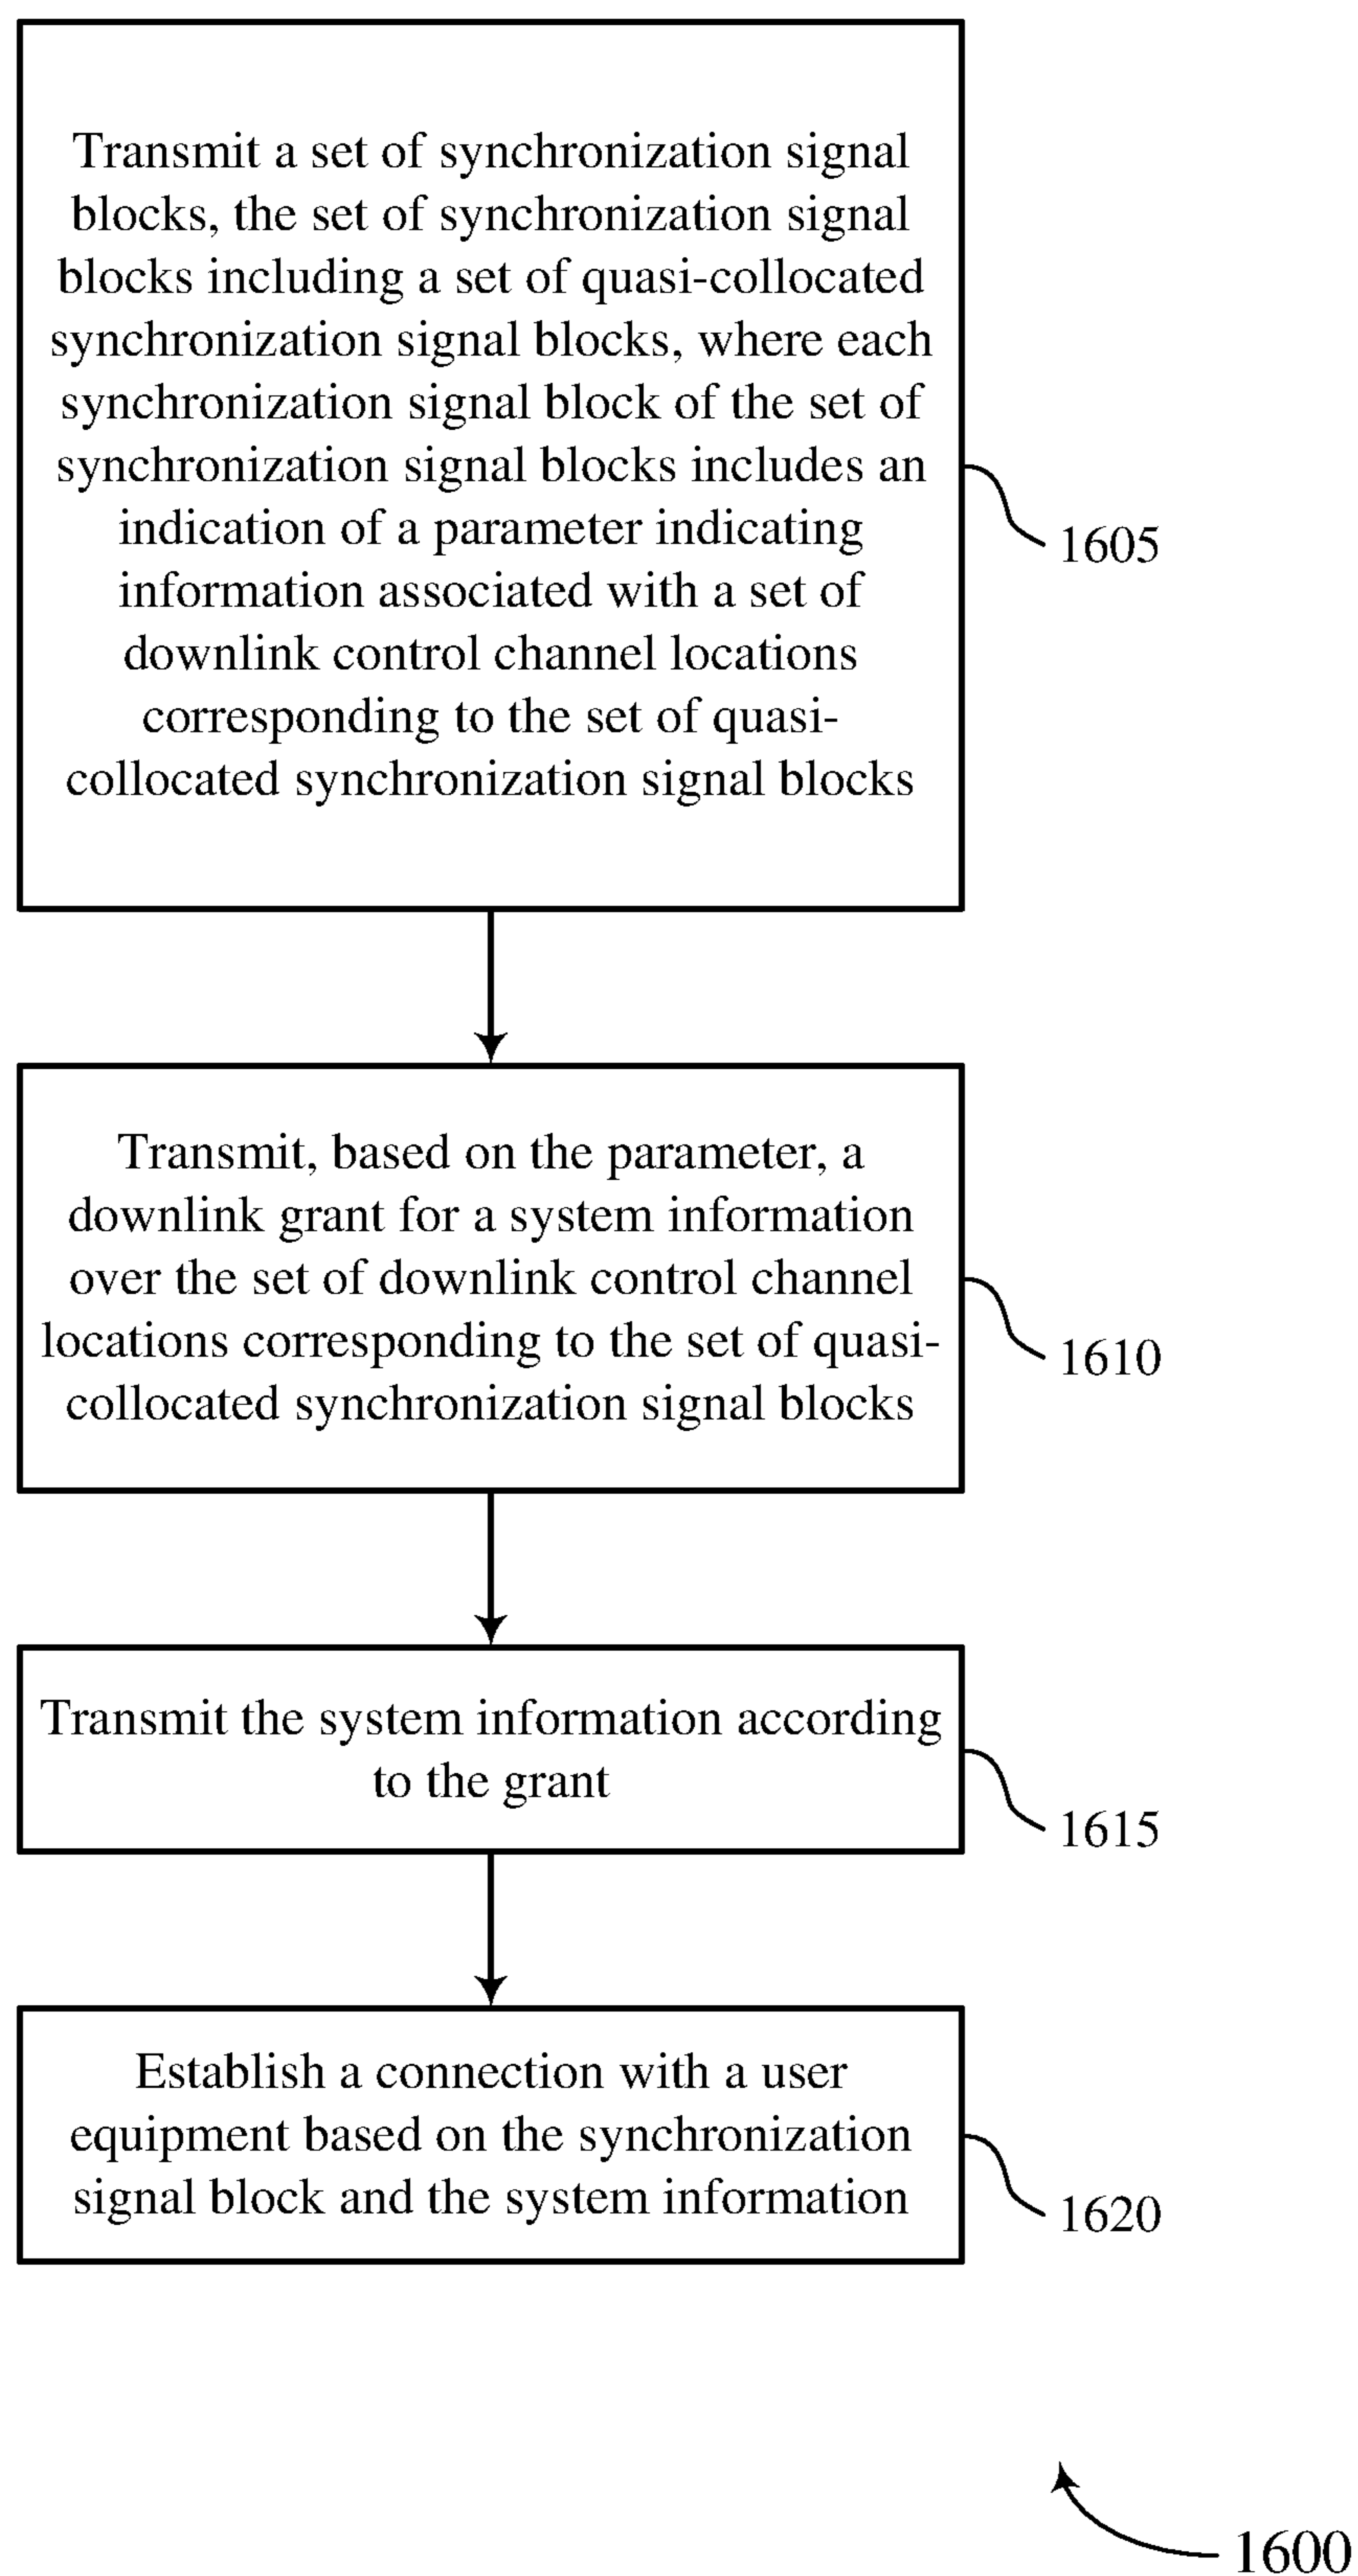 Transmit a set of synchronization signal
blocks, the set of synchronization signal
blocks including a set of quasi-collocated
synchronization signal blocks, where each
synchronization signal block of the set of
synchronization signal blocks includes an
indication of a parameter indicating
information associated with a set of
downlink control channel locations
corresponding to the set of quasi-
collocated synchronization signal blocks
1605
Transmit, based on the parameter, a
downlink grant for a system information
over the set of downlink control channel
locations corresponding to the set of quasi-
collocated synchronization signal blocks
1610
Transmit the system information according
to the grant
1615
Establish a connection with a user
equipment based on the synchronization
signal block and the system information
1620
1600